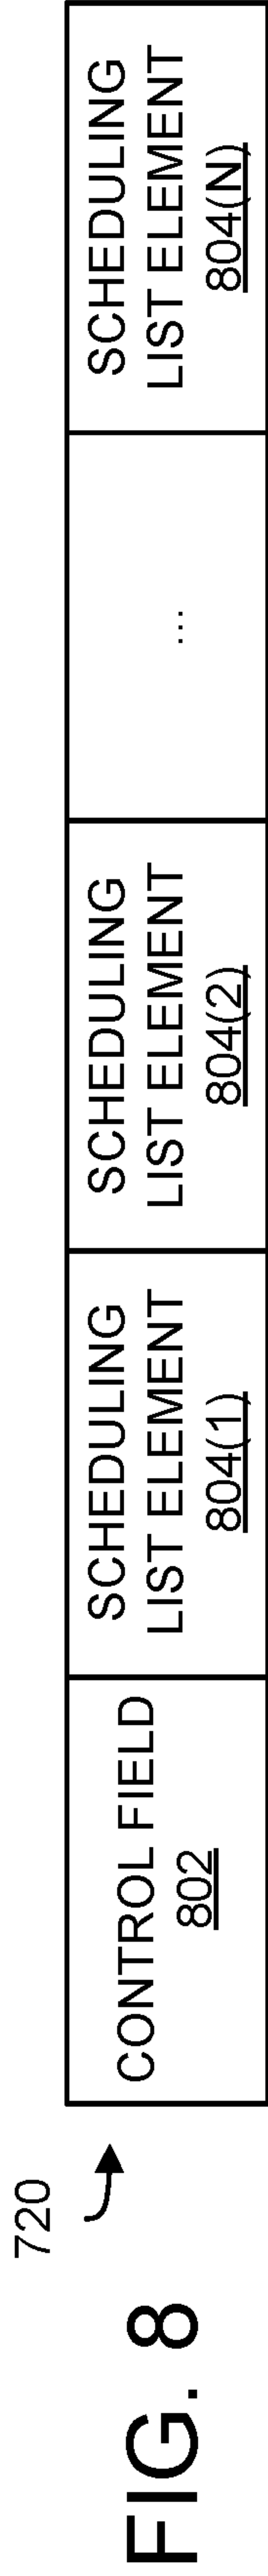 720
CONTROL FIELD
802
SCHEDULING
LIST ELEMENT
804(1)
SCHEDULING
LIST ELEMENT
804(2)
...
SCHEDULING
LIST ELEMENT
804(N)
FIG. 8